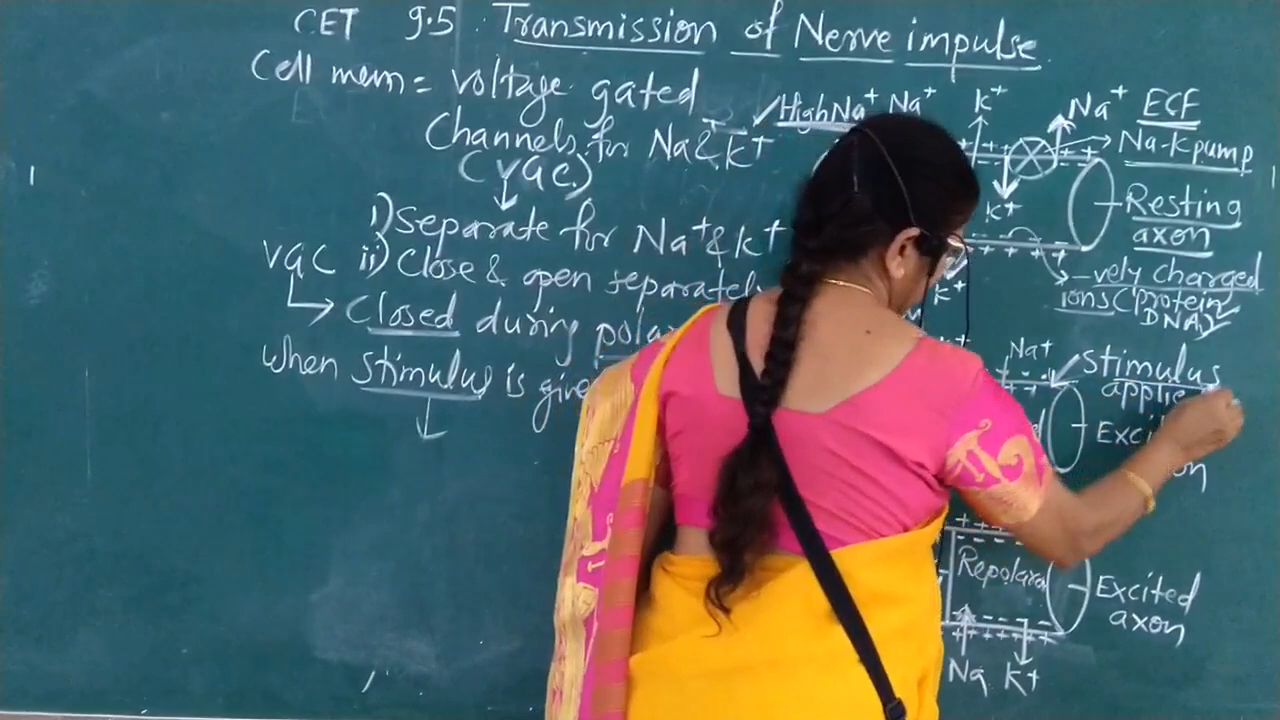 CET 9.5 : Transmission of Nerve impulse
Cell mem = voltage gated
Channels for Na & K+
(VGC)
i) separate for Na+ & K+
VGC ii) Close & open separately
Closed during
when stimulus is
High Na+ Na+
K+
Na+ ECF
Na-K pump
K+
Resting
axon
K+
-vely charged
ions (protein
DNA)
Na+
Stimulus
Excited
axon
Na K+